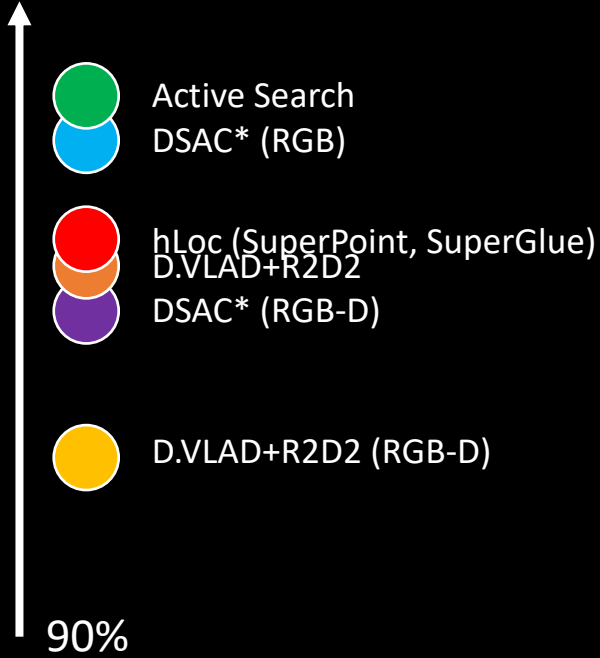 Active Search
DSAC* (RGB)
hLoc (SuperPoint, SuperGlue)
D.VLAD+R2D2
DSAC* (RGB-D)
D.VLAD+R2D2 (RGB-D)
90%